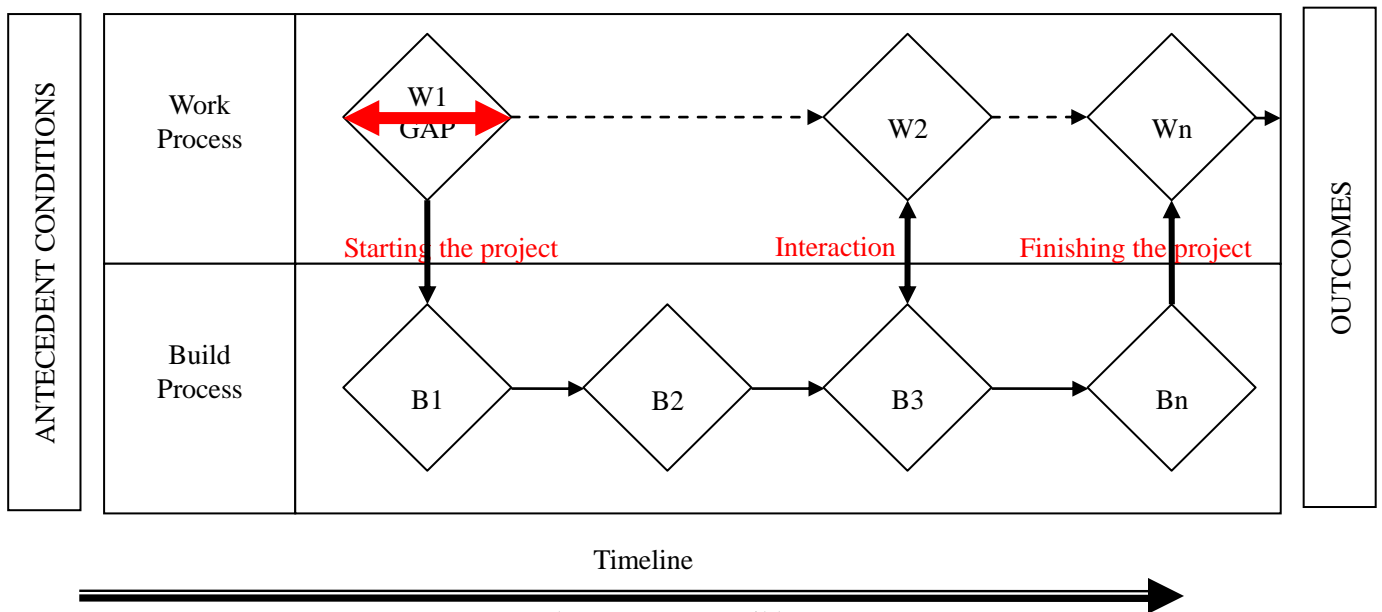 ANTECEDENT CONDITIONS
Work
Process
W1
GAP
W2
Wn
Starting the project
Interaction
Finishing the project
Build
Process
B1
B2
B3
Bn
OUTCOMES
Timeline